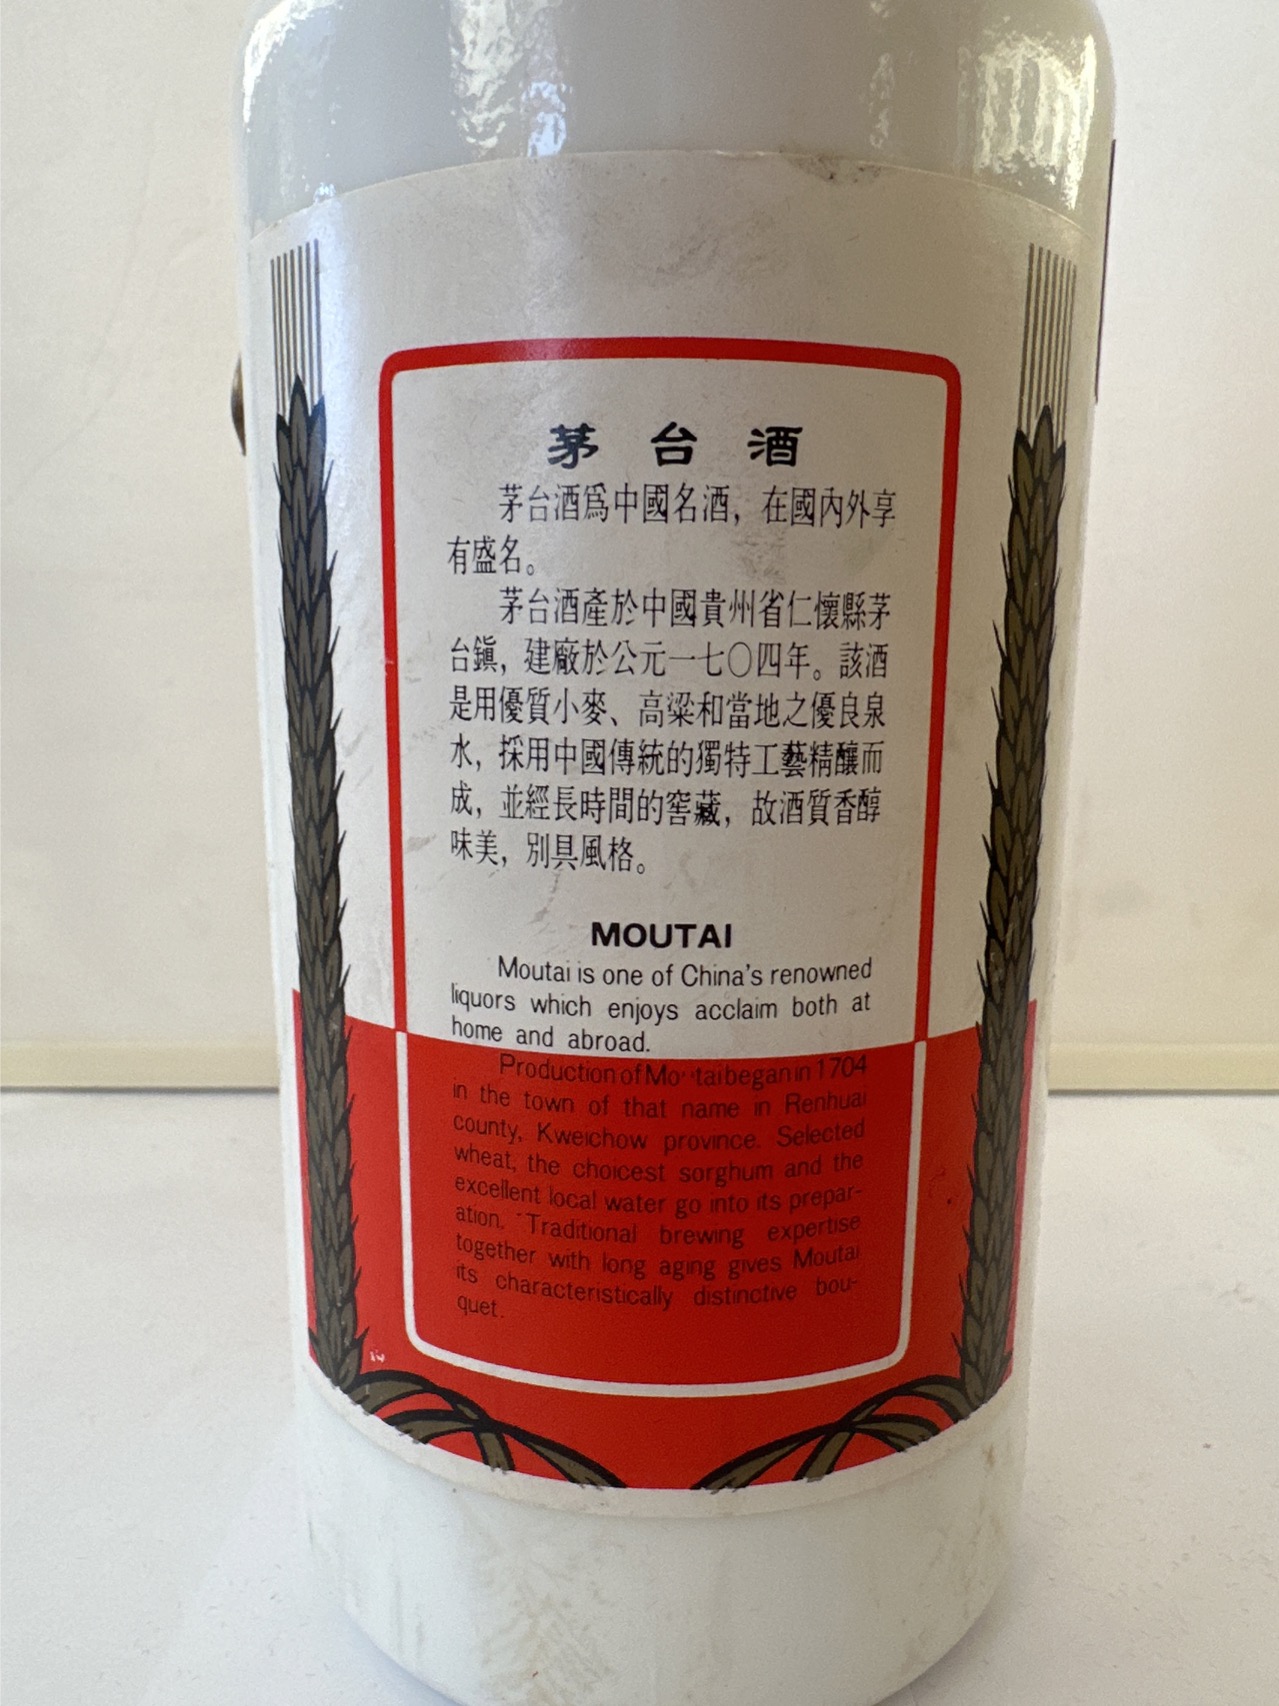 茅台酒
茅台酒爲中國名酒，在國內外享
有盛名。
茅台酒產於中國貴州省仁懷縣茅
台鎭，建廠於公元一七〇四年。該酒
是用優質小麥、高粱和當地之優良泉
水，採用中國傳統的獨特工藝精釀而
成，並經長時間的窖藏，故酒質香醇
味美，別具風格。
MOUTAI
Moutai is one of China's renowned
liquors which enjoys acclaim both at
home and abroad.
Production of Moutai began in 1704
in the town of that name in Renhuai
county, Kweichow province. Selected
wheat, the choicest sorghum and the
excellent local water go into its prepar-
ation. Traditional brewing expertise
together with long aging gives Moutai
its characteristically distinctive bou-
quet.